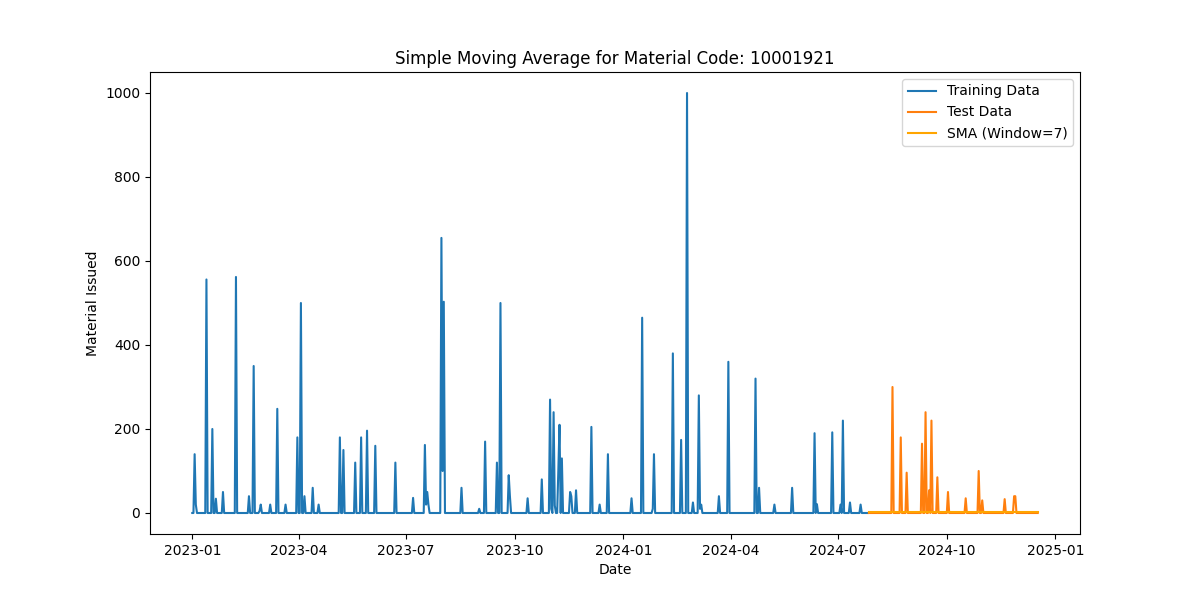 Simple Moving Average for Material Code: 10001921
Training Data
Test Data
SMA (Window=7)
Material Issued
1000
800
600
400
200
0
2023-01 2023-04 2023-07 2023-10 2024-01 2024-04 2024-07 2024-10 2025-01
Date